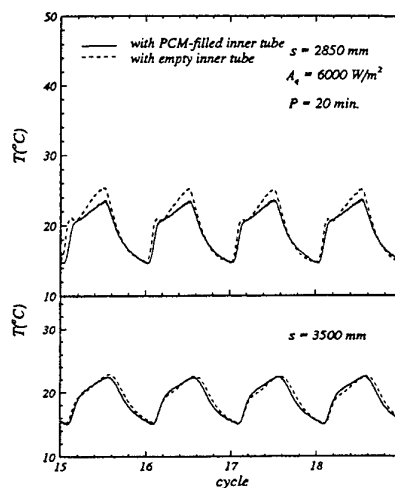 50
with PCM-filled inner tube
with empty inner tube
s = 2850 mm
A_q = 6000 W/m²
P = 20 min.
40
T(°C)
30
20
10
T(°C)
30
s = 3500 mm
20
10
15 16 17 18
cycle